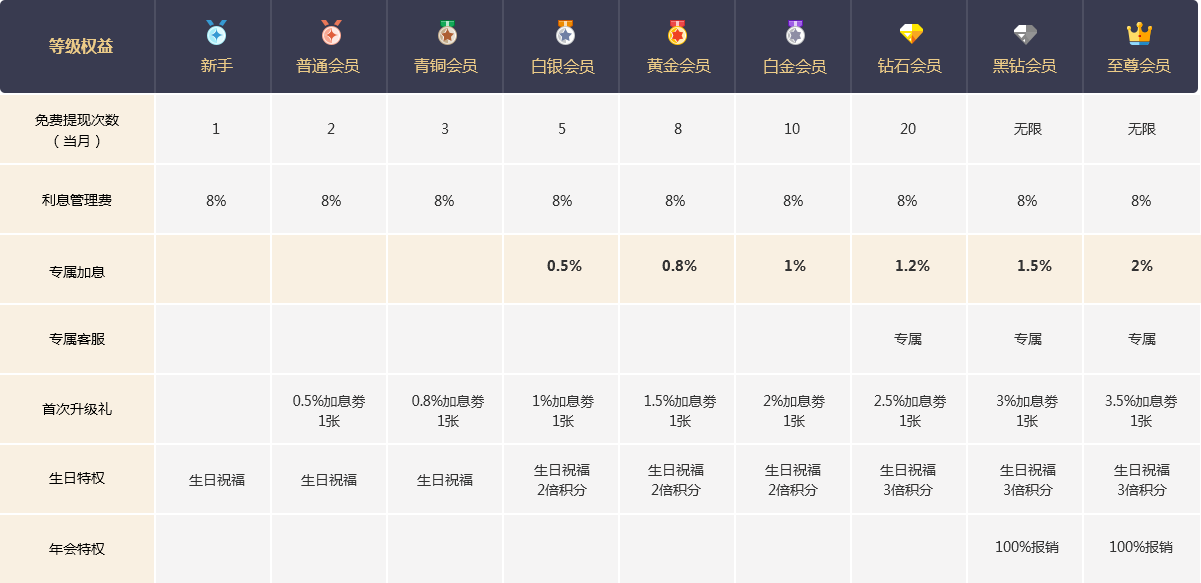 等级权益
新手
普通会员
青铜会员
白银会员
黄金会员
白金会员
钻石会员
黑钻会员
至尊会员
免费提现次数
（当月）
1
2
3
5
8
10
20
无限
无限
利息管理费
8%
8%
8%
8%
8%
8%
8%
8%
8%
专属加息
0.5%
0.8%
1%
1.2%
1.5%
2%
专属客服
专属
专属
专属
首次升级礼
0.5%加息劵
1张
0.8%加息劵
1张
1%加息劵
1张
1.5%加息劵
1张
2%加息劵
1张
2.5%加息劵
1张
3%加息劵
1张
3.5%加息劵
1张
生日特权
生日祝福
生日祝福
生日祝福
生日祝福
2倍积分
生日祝福
2倍积分
生日祝福
2倍积分
生日祝福
3倍积分
生日祝福
3倍积分
生日祝福
3倍积分
年会特权
100%报销
100%报销